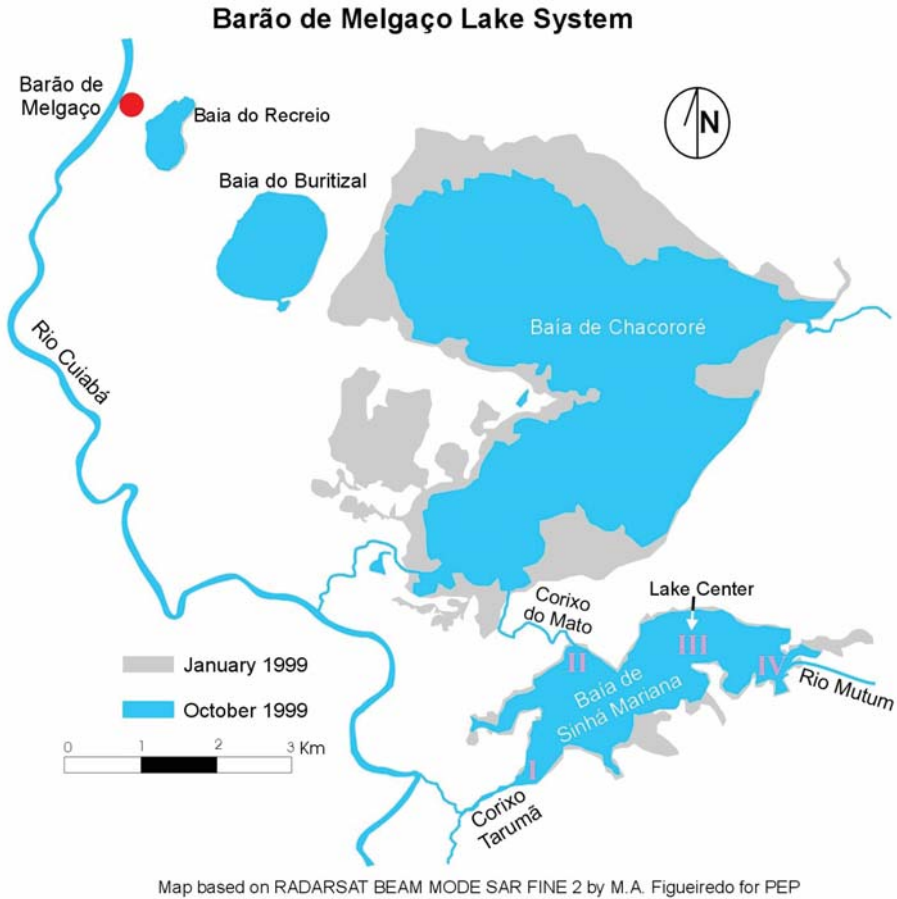 Barão de Melgaço Lake System
Barão de
Melgaço
Baia do Recreio
N
Baia do Buritizal
Baía de Chacororé
Rio Cuiabá
Lake Center
Corixo
do Mato
III
II
IV
Baía de
Sinhá Mariana
Rio Mutum
January 1999
October 1999
0 1 2 3 Km
I
Corixo
Tarumã
Map based on RADARSAT BEAM MODE SAR FINE 2 by M.A. Figueiredo for PEP